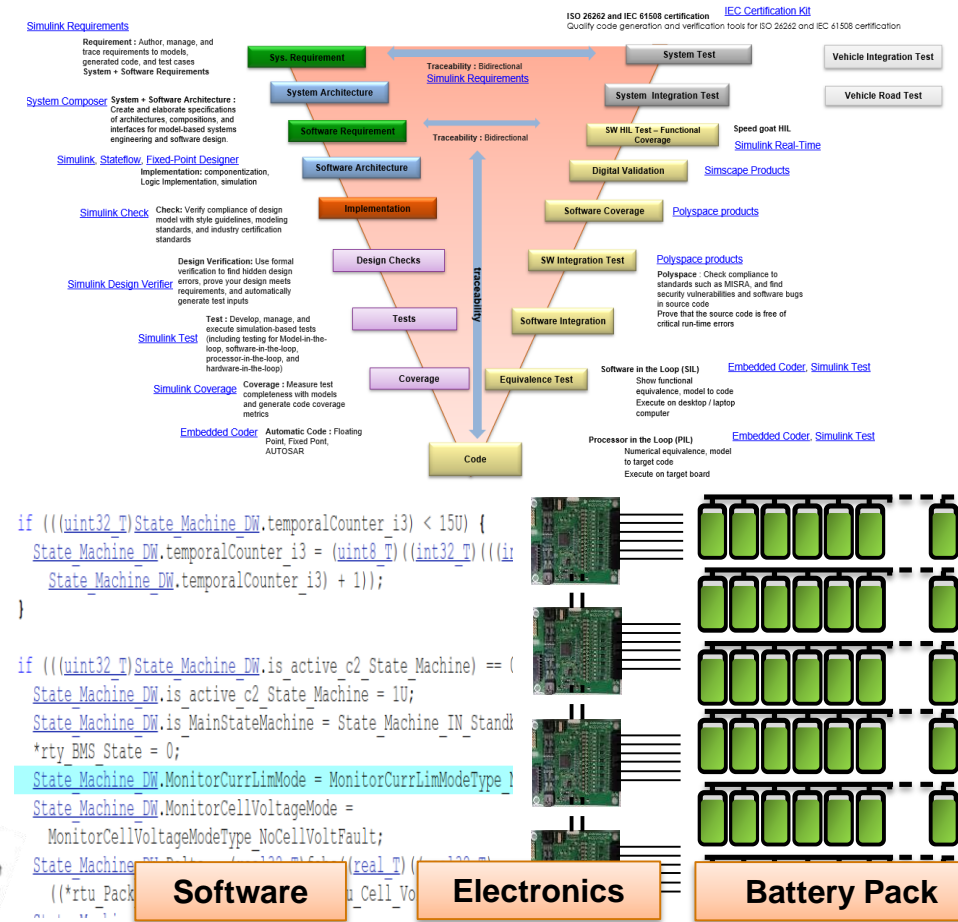 ISO 26262 and IEC 61508 certification
IEC Certification Kit
Qualify code generation and verification tools for ISO 26262 and IEC 61508 certification
Simulink Requirements
Requirement : Author, manage, and
trace requirements to models,
generated code, and test cases
System + Software Requirements
Sys. Requirement
Traceability : Bidirectional
Simulink Requirements
System Test
Vehicle Integration Test
System Composer
System + Software Architecture :
Create and elaborate specifications
of architectures, compositions, and
interfaces for model-based systems
engineering and software design.
System Architecture
System Integration Test
Vehicle Road Test
Software Requirement
Traceability : Bidirectional
SW HIL Test – Functional
Coverage
Speed goat HIL
Simulink Real-Time
Simulink, Stateflow, Fixed-Point Designer
Implementation: componentization,
Logic Implementation, simulation
Software Architecture
Digital Validation
Simscape Products
Simulink Check
Check: Verify compliance of design
model with style guidelines, modeling
standards, and industry certification
standards
Implementation
Software Coverage
Polyspace products
Simulink Design Verifier
Design Verification: Use formal
verification to find hidden design
errors, prove your design meets
requirements, and automatically
generate test inputs
Design Checks
traceability
SW Integration Test
Polyspace products
Polyspace : Check compliance to
standards such as MISRA, and find
security vulnerabilities and software bugs
in source code
Prove that the source code is free of
critical run-time errors
Simulink Test
Test : Develop, manage, and
execute simulation-based tests
(including testing for Model-in-the-
loop, software-in-the-loop,
processor-in-the-loop, and
hardware-in-the-loop)
Tests
Software Integration
Simulink Coverage
Coverage : Measure test
completeness with models
and generate code coverage
metrics
Coverage
Equivalence Test
Software in the Loop (SIL)
Show functional
equivalence, model to code
Execute on desktop / laptop
computer
Embedded Coder, Simulink Test
Embedded Coder
Automatic Code : Floating
Point, Fixed Pont,
AUTOSAR
Code
Processor in the Loop (PIL)
Numerical equivalence, model
to target code
Execute on target board
Embedded Coder, Simulink Test
if (((uint32_T)State_Machine_DW.temporalCounter_i3) < 15U) {
State_Machine_DW.temporalCounter_i3 = (uint8_T)((int32_T)(((
State_Machine_DW.temporalCounter_i3) + 1));
}
if (((uint32_T)State_Machine_DW.is_active_c2_State_Machine) ==
State_Machine_DW.is_active_c2_State_Machine = 1U;
State_Machine_DW.is_MainStateMachine = State_Machine_IN_Standb
*rty_BMS_State = 0;
State_Machine_DW.MonitorCurrLimMode = MonitorCurrLimModeType_
State_Machine_DW.MonitorCellVoltageMode =
MonitorCellVoltageModeType_NoCellVoltFault;
State_Machine
((real_T)(
((*rtu_Pack
u_Cell_Vo
Software
Electronics
Battery Pack